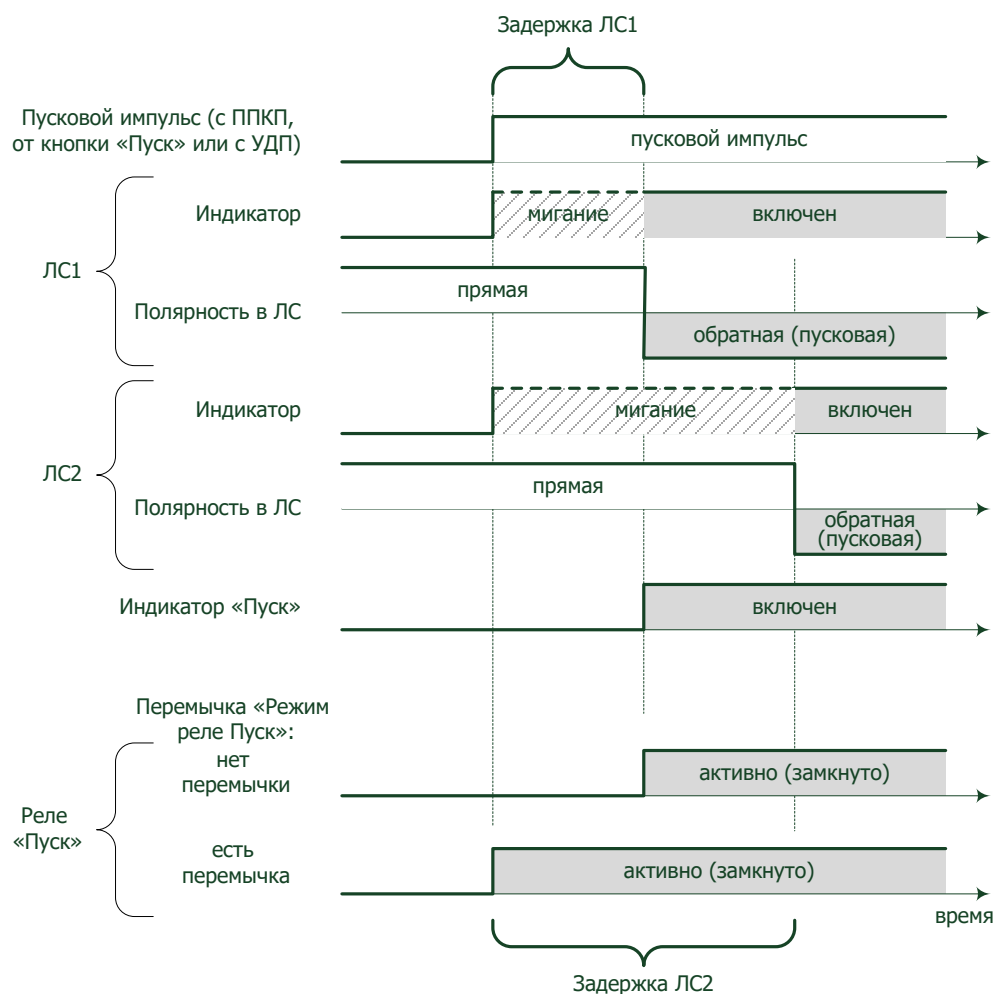 Задержка ЛС1
Пусковой импульс (с ППКП,
от кнопки «Пуск» или с УДП)
пусковой импульс
Индикатор
мигание
включен
ЛС1
Полярность в ЛС
прямая
обратная (пусковая)
Индикатор
мигание
включен
ЛС2
Полярность в ЛС
прямая
обратная
(пусковая)
Индикатор «Пуск»
включен
Перемычка «Режим
реле Пуск»:
нет
перемычки
активно (замкнуто)
Реле
«Пуск»
есть
перемычка
активно (замкнуто)
время
Задержка ЛС2